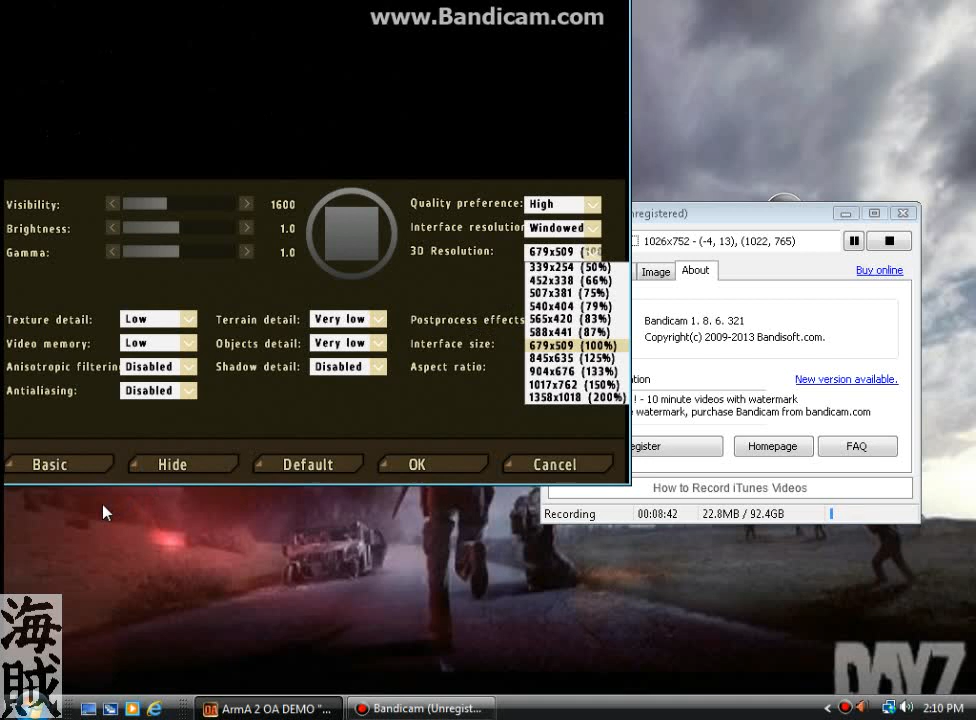 www.Bandicam.com
Visibility: 1600
Brightness: 1.0
Gamma: 1.0
Quality preference: High
Interface resolution Windowed
3D Resolution: 679x509
339x254 (50%)
452x338 (66%)
507x381 (75%)
540x404 (79%)
565x420 (83%)
588x441 (87%)
679x509 (100%)
845x635 (125%)
904x676 (133%)
1017x762 (150%)
1358x1018 (200%)
Texture detail: Low
Video memory: Low
Anisotropic filterin Disabled
Antialiasing: Disabled
Terrain detail: Very low
Objects detail: Very low
Shadow detail: Disabled
Postprocess effects
Interface size:
Aspect ratio:
Basic
Hide
Default
OK
Cancel
registered)
1026x752 - (-4, 13), (1022, 765)
Image
About
Buy online
Bandicam 1. 8. 6. 321
Copyright(c) 2009-2013 Bandisoft.com.
ation
New version available.
! - 10 minute videos with watermark
watermark, purchase Bandicam from bandicam.com
egister
Homepage
FAQ
How to Record iTunes Videos
Recording 00:08:42 22.8MB / 92.4GB
海賊
DAYZ
ArmA 2 OA DEMO "...
Bandicam (Unregist...
2:10 PM